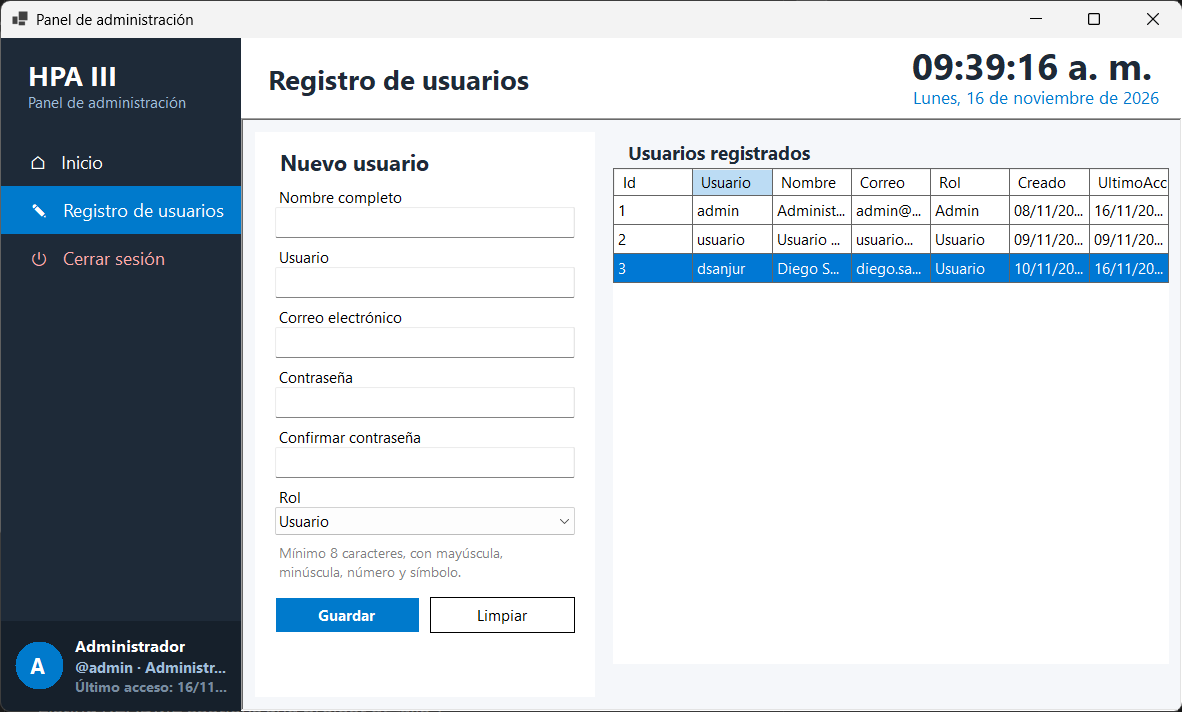 Panel de administración
HPA III
Panel de administración
Inicio
Registro de usuarios
Cerrar sesión
Administrador
@admin · Administr...
Último acceso: 16/11...
Registro de usuarios
09:39:16 a. m.
Lunes, 16 de noviembre de 2026
Nuevo usuario
Nombre completo
Usuario
Correo electrónico
Contraseña
Confirmar contraseña
Rol
Usuario
Mínimo 8 caracteres, con mayúscula,
minúscula, número y símbolo.
Guardar Limpiar
Usuarios registrados
Id Usuario Nombre Correo Rol Creado UltimoAcc
1 admin Administ... admin@... Admin 08/11/20... 16/11/20...
2 usuario Usuario ... usuario... Usuario 09/11/20... 09/11/20...
3 dsanjur Diego S... diego.sa... Usuario 10/11/20... 16/11/20...
A